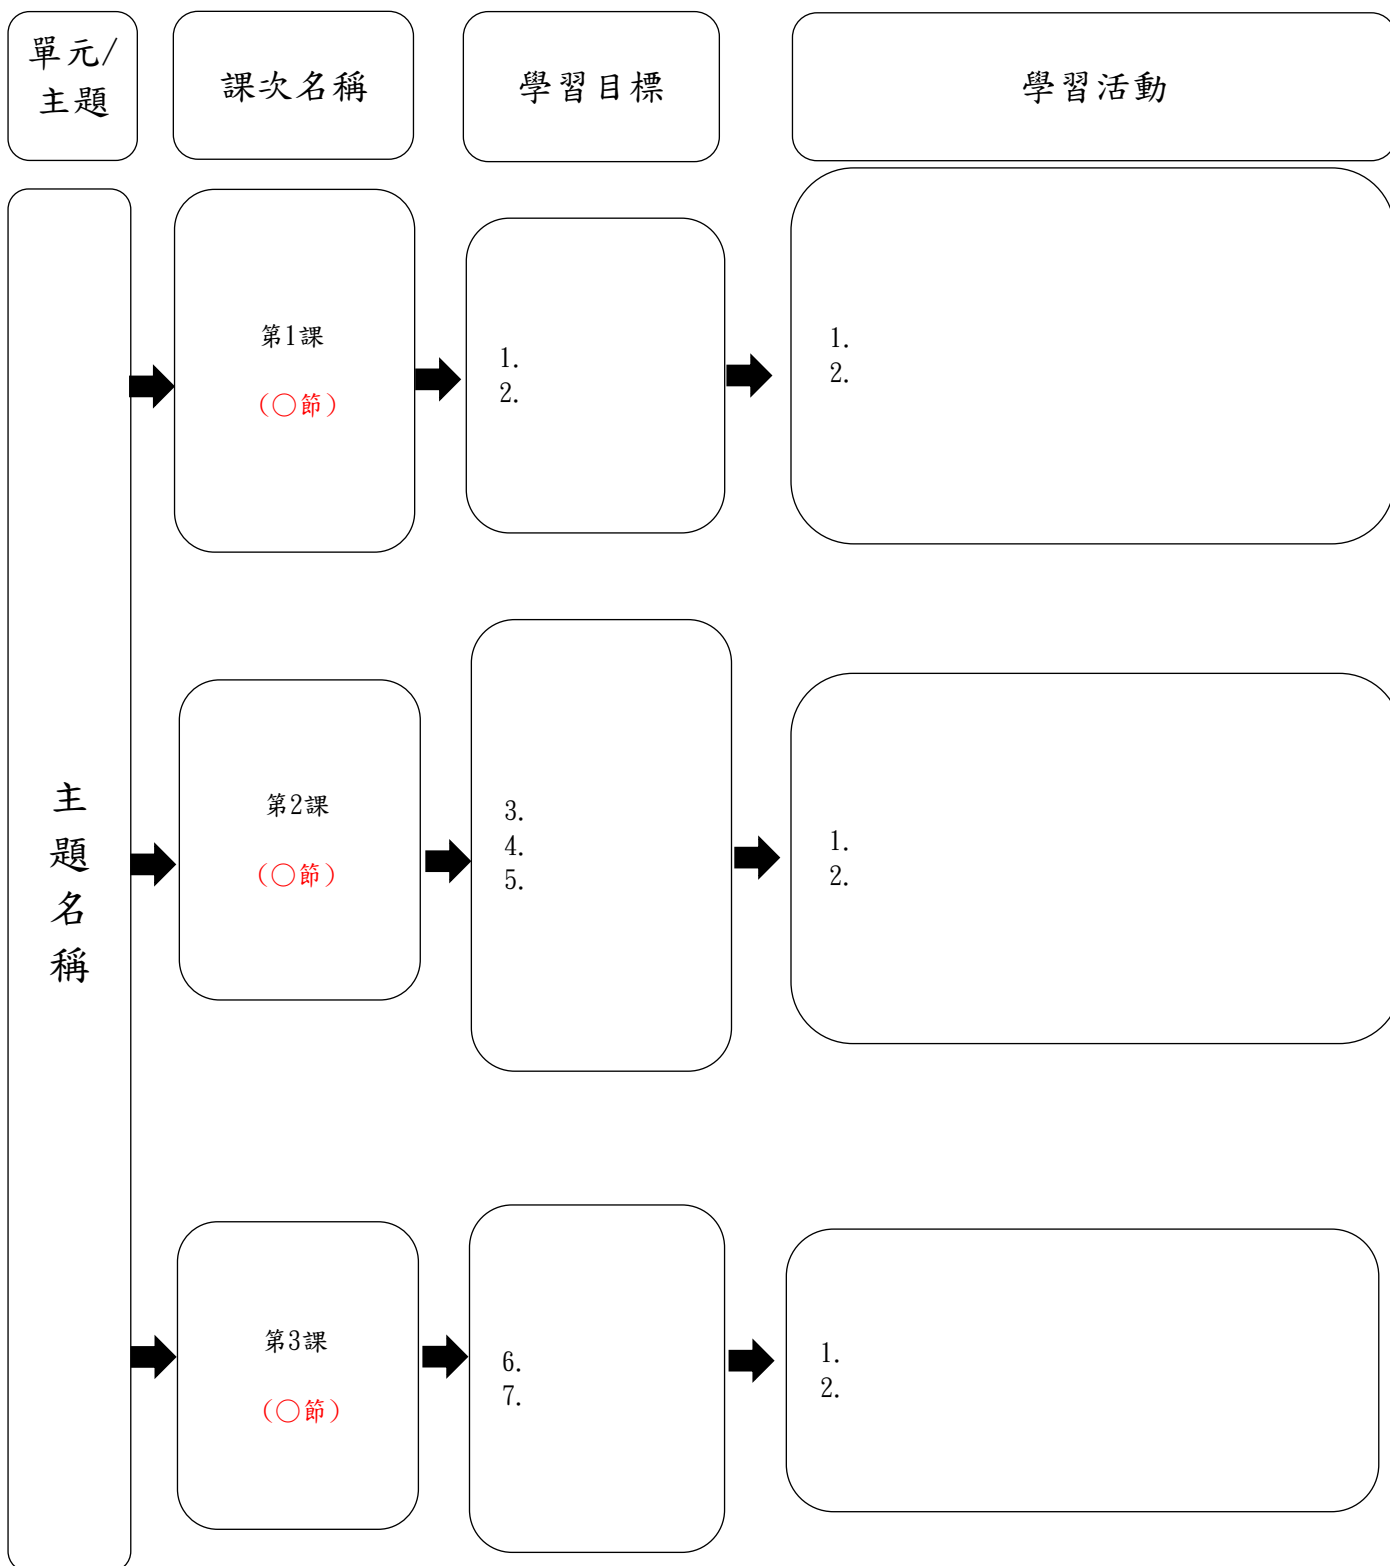 單元/
主題
課次名稱
學習目標
學習活動
主
題
名
稱
第1課
(○節)
1.
2.
1.
2.
第2課
(○節)
3.
4.
5.
1.
2.
第3課
(○節)
6.
7.
1.
2.